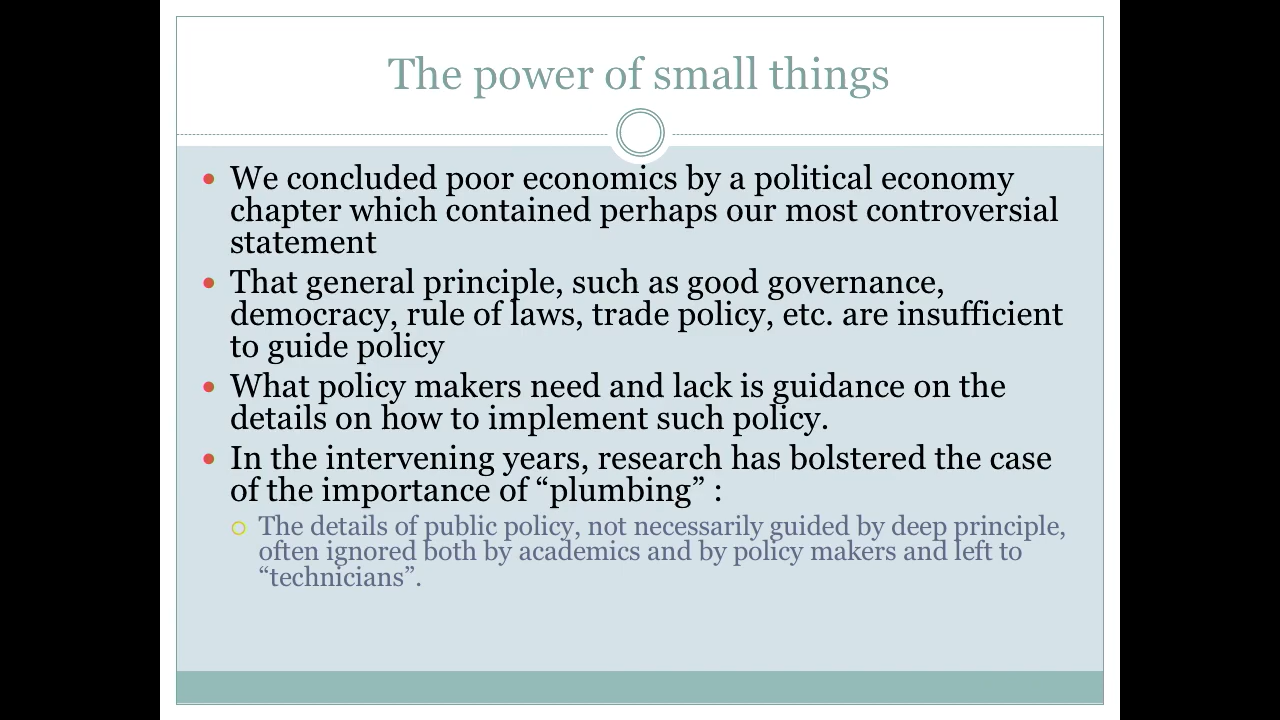 The power of small things
• We concluded poor economics by a political economy
chapter which contained perhaps our most controversial
statement
• That general principle, such as good governance,
democracy, rule of laws, trade policy, etc. are insufficient
to guide policy
• What policy makers need and lack is guidance on the
details on how to implement such policy.
• In the intervening years, research has bolstered the case
of the importance of “plumbing” :
○ The details of public policy, not necessarily guided by deep principle,
often ignored both by academics and by policy makers and left to
“technicians”.